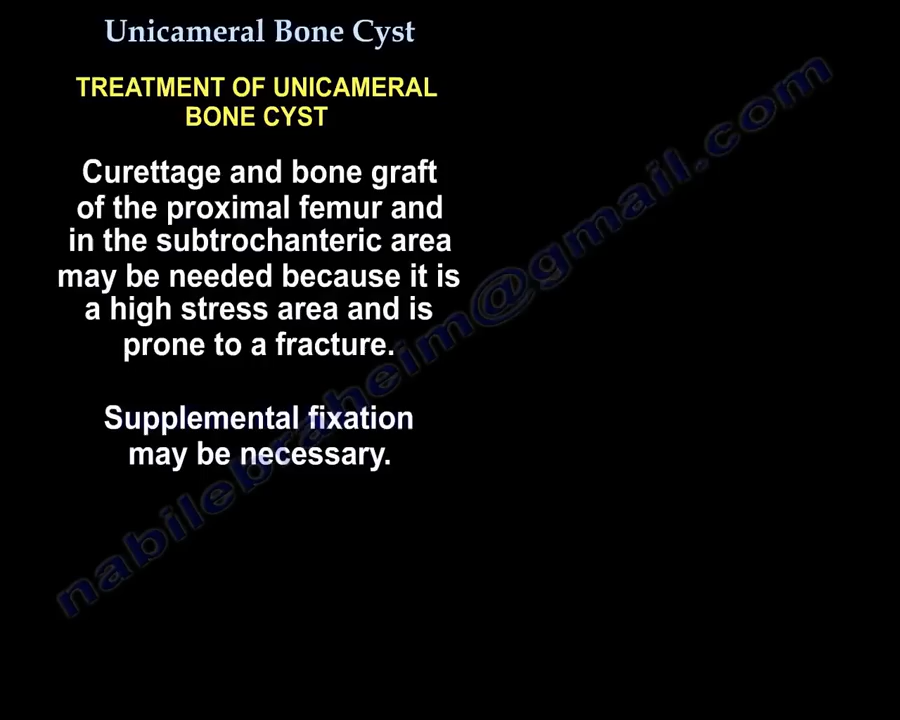 Unicameral Bone Cyst
TREATMENT OF UNICAMERAL
BONE CYST
Curettage and bone graft
of the proximal femur and
in the subtrochanteric area
may be needed because it is
a high stress area and is
prone to a fracture.
Supplemental fixation
may be necessary.
nabilebraheim@gmail.com